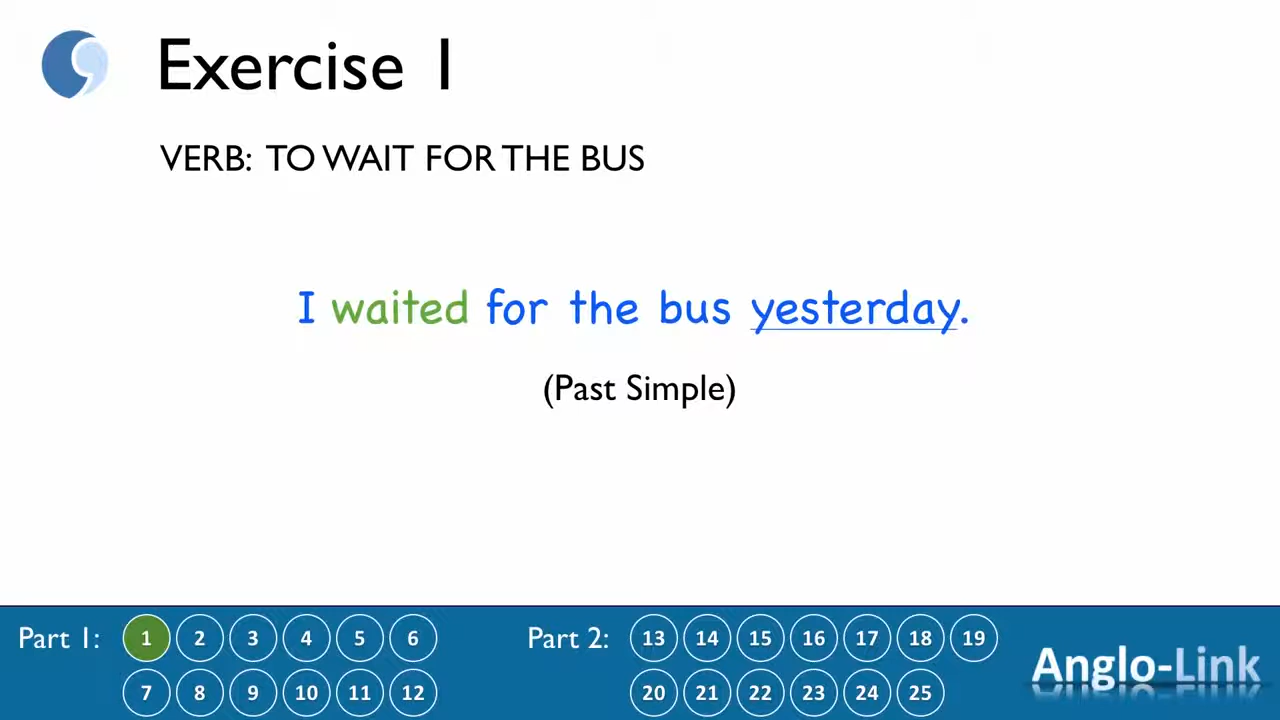 Exercise 1
VERB: TO WAIT FOR THE BUS
I waited for the bus yesterday.
(Past Simple)
Part 1: 1 2 3 4 5 6
7 8 9 10 11 12
Part 2: 13 14 15 16 17 18 19
20 21 22 23 24 25
Anglo-Link